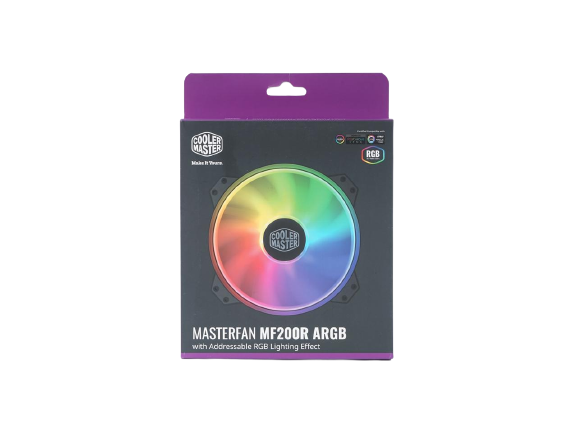 COOLER
MASTER
Make It Yours.
RGB
COOLER
MASTER
MASTERFAN MF200R ARGB
with Addressable RGB Lighting Effect